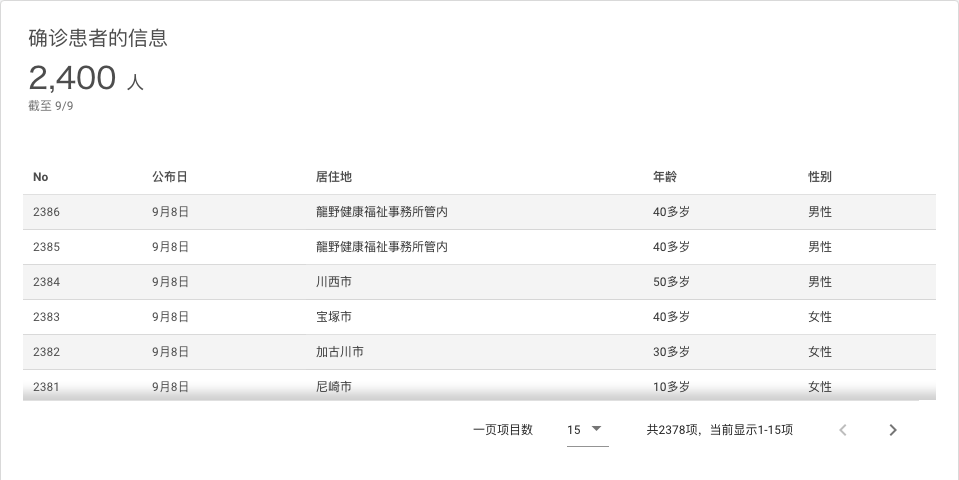 确诊患者的信息
2,400 人
截至 9/9
No 公布日 居住地 年龄 性别
2386 9月8日 龍野健康福祉事務所管内 40多岁 男性
2385 9月8日 龍野健康福祉事務所管内 40多岁 男性
2384 9月8日 川西市 50多岁 男性
2383 9月8日 宝塚市 40多岁 女性
2382 9月8日 加古川市 30多岁 女性
2381 9月8日 尼崎市 10多岁 女性
一页项目数 15 共2378项，当前显示1-15项